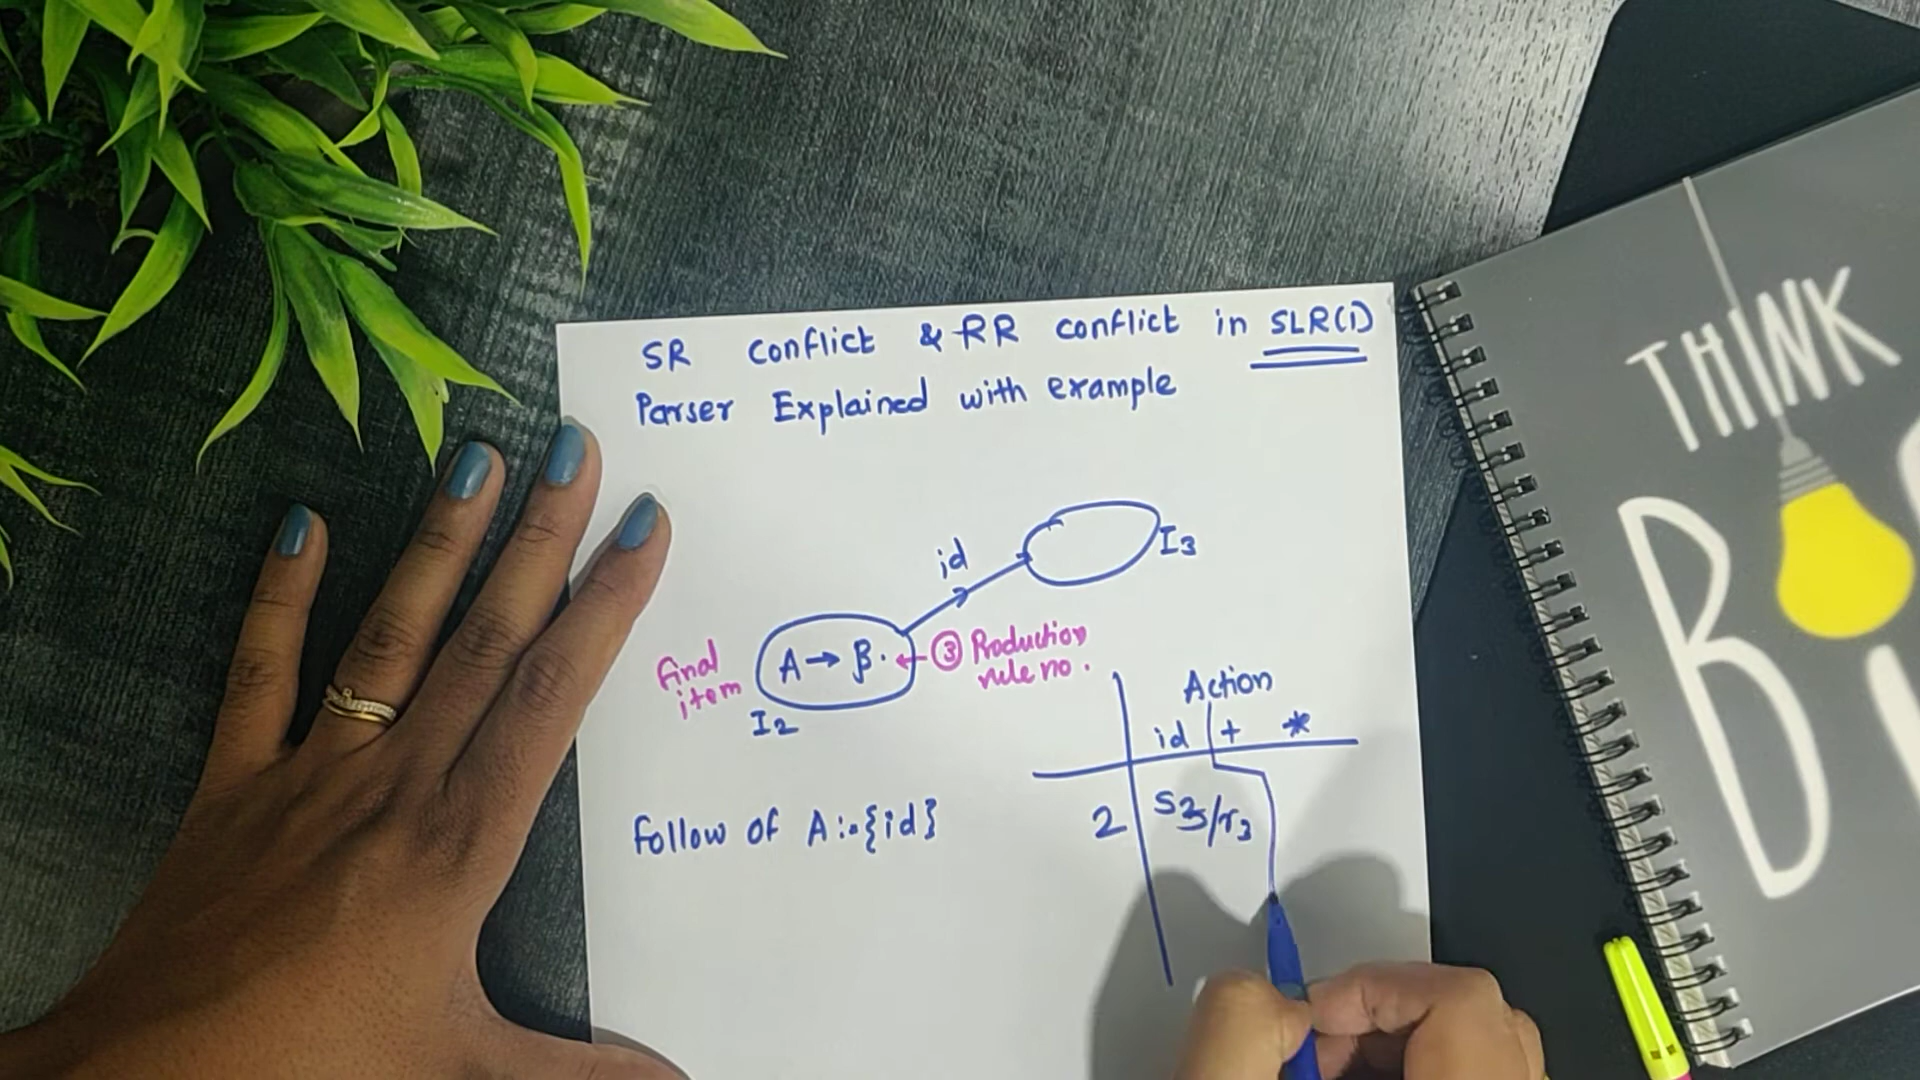 SR Conflict & RR conflict in SLR(1)
Parser Explained with example
id
I3
final
item
A → β. ← ③ Production
rule no.
I2
Action
id + *
2 S3/r3
Follow of A := {id}
THINK